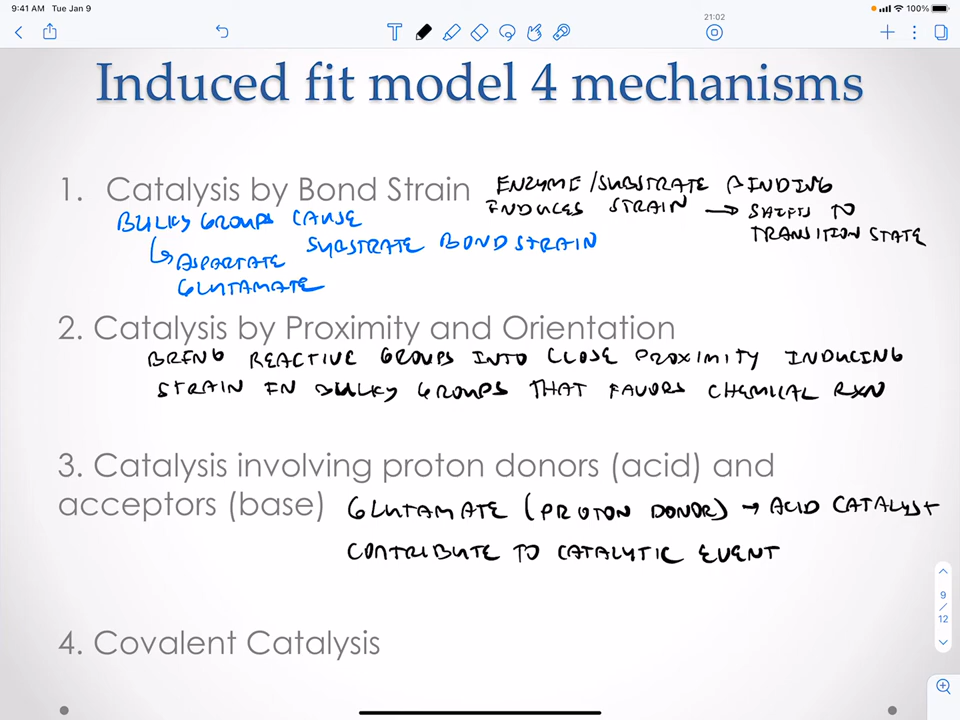 9:41 AM Tue Jan 9
100%
21:02
Induced fit model 4 mechanisms
1. Catalysis by Bond Strain
ENZYME/SUBSTRATE BINDING
INDUCES STRAIN → SHIFTS TO
TRANSITION STATE
BULKY GROUPS CAUSE
SUBSTRATE BOND STRAIN
↳ ASPARTATE
GLUTAMATE
2. Catalysis by Proximity and Orientation
BRING REACTIVE GROUPS INTO CLOSE PROXIMITY INDUCING
STRAIN IN BULKY GROUPS THAT FAVORS CHEMICAL RXN
3. Catalysis involving proton donors (acid) and
acceptors (base)
GLUTAMATE (PROTON DONOR) → ACID CATALYST
CONTRIBUTE TO CATALYTIC EVENT
4. Covalent Catalysis
9
/
12